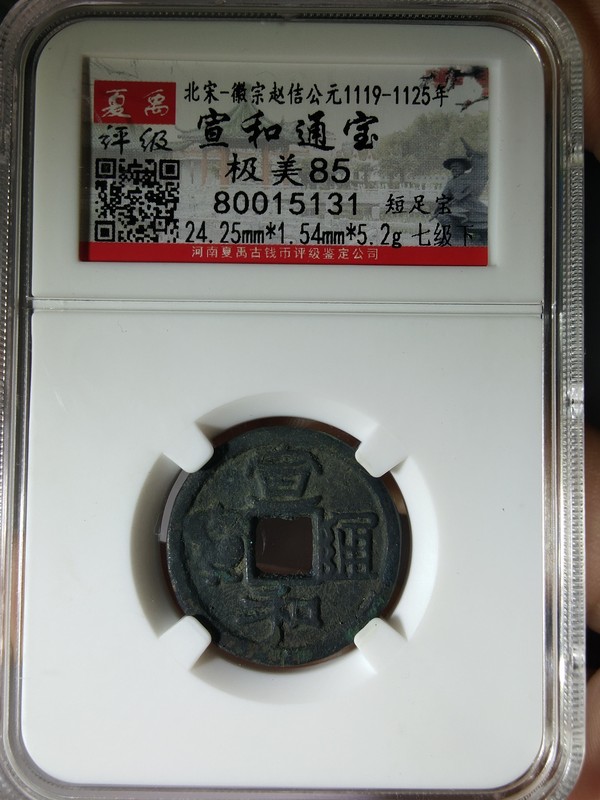 夏禹
评级
北宋-徽宗赵佶公元1119-1125年
宣和通宝
极美85
80015131 短足宝
24.25mm*1.54mm*5.2g 七级下
河南夏禹古钱币评级鉴定公司
宣
通
和